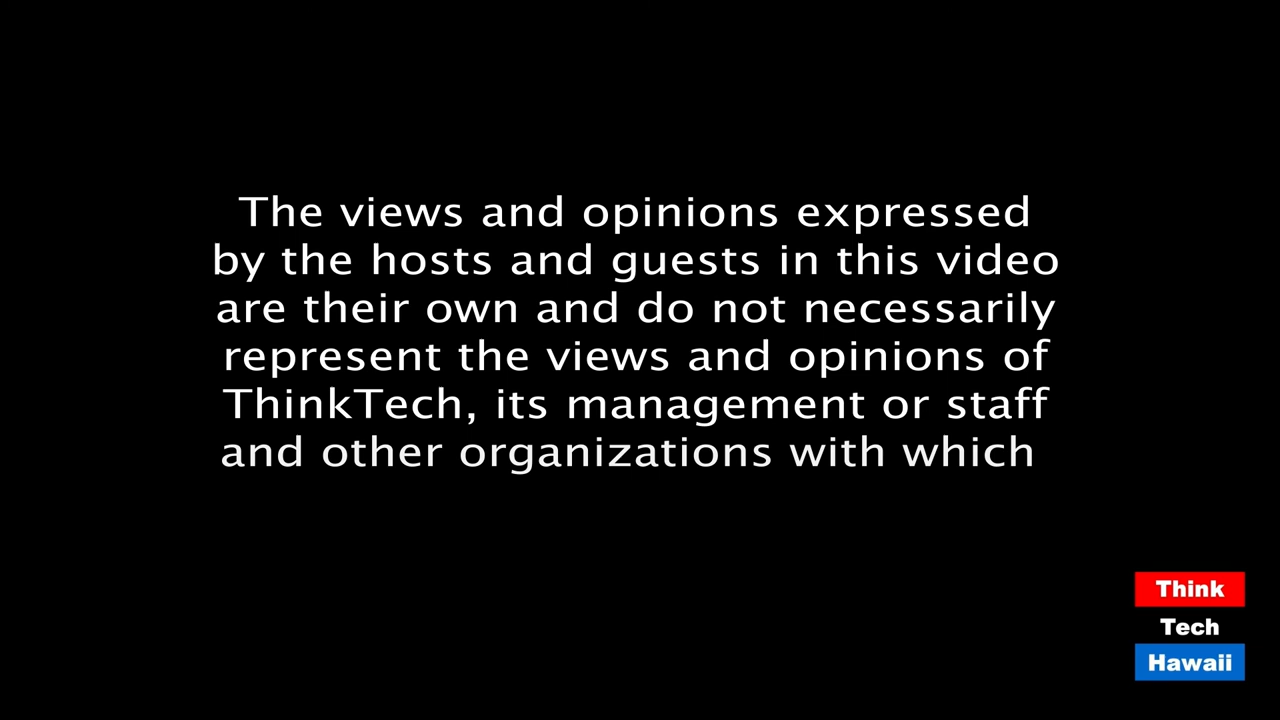 The views and opinions expressed
by the hosts and guests in this video
are their own and do not necessarily
represent the views and opinions of
ThinkTech, its management or staff
and other organizations with which
Think
Tech
Hawaii